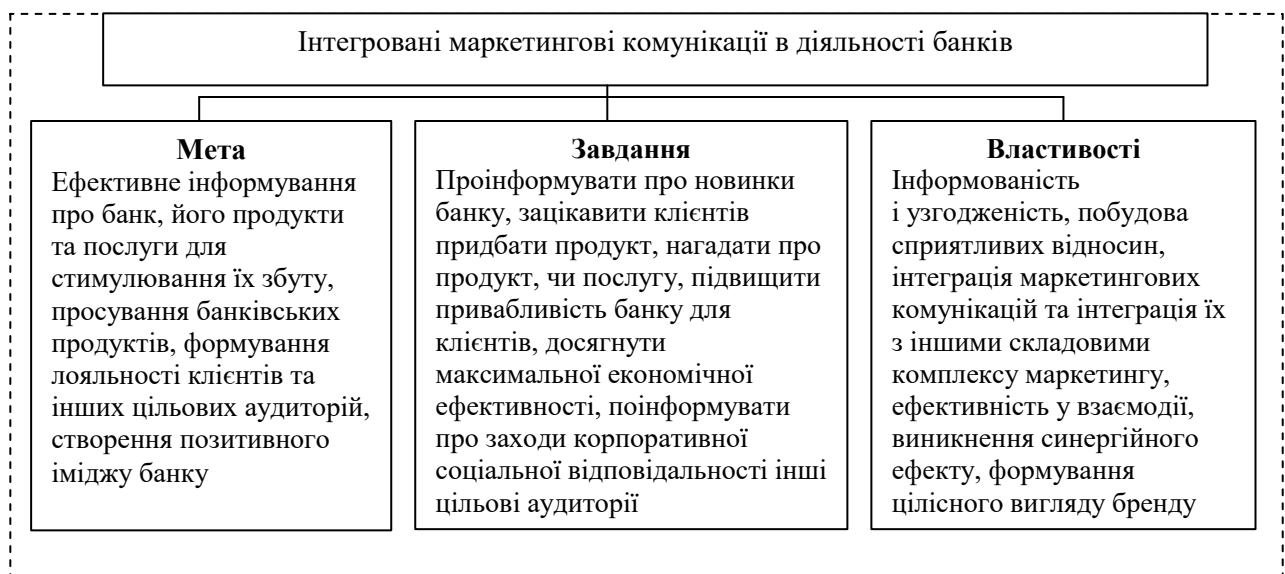 Інтегровані маркетингові комунікації в діяльності банків
Мета
Ефективне інформування
про банк, його продукти
та послуги для
стимулювання їх збуту,
просування банківських
продуктів, формування
лояльності клієнтів та
інших цільових аудиторій,
створення позитивного
іміджу банку
Завдання
Проінформувати про новинки
банку, зацікавити клієнтів
придбати продукт, нагадати про
продукт, чи послугу, підвищити
привабливість банку для
клієнтів, досягнути
максимальної економічної
ефективності, поінформувати
про заходи корпоративної
соціальної відповідальності інші
цільові аудиторії
Властивості
Інформованість
і узгодженість, побудова
сприятливих відносин,
інтеграція маркетингових
комунікацій та інтеграція їх
з іншими складовими
комплексу маркетингу,
ефективність у взаємодії,
виникнення синергійного
ефекту, формування
цілісного вигляду бренду